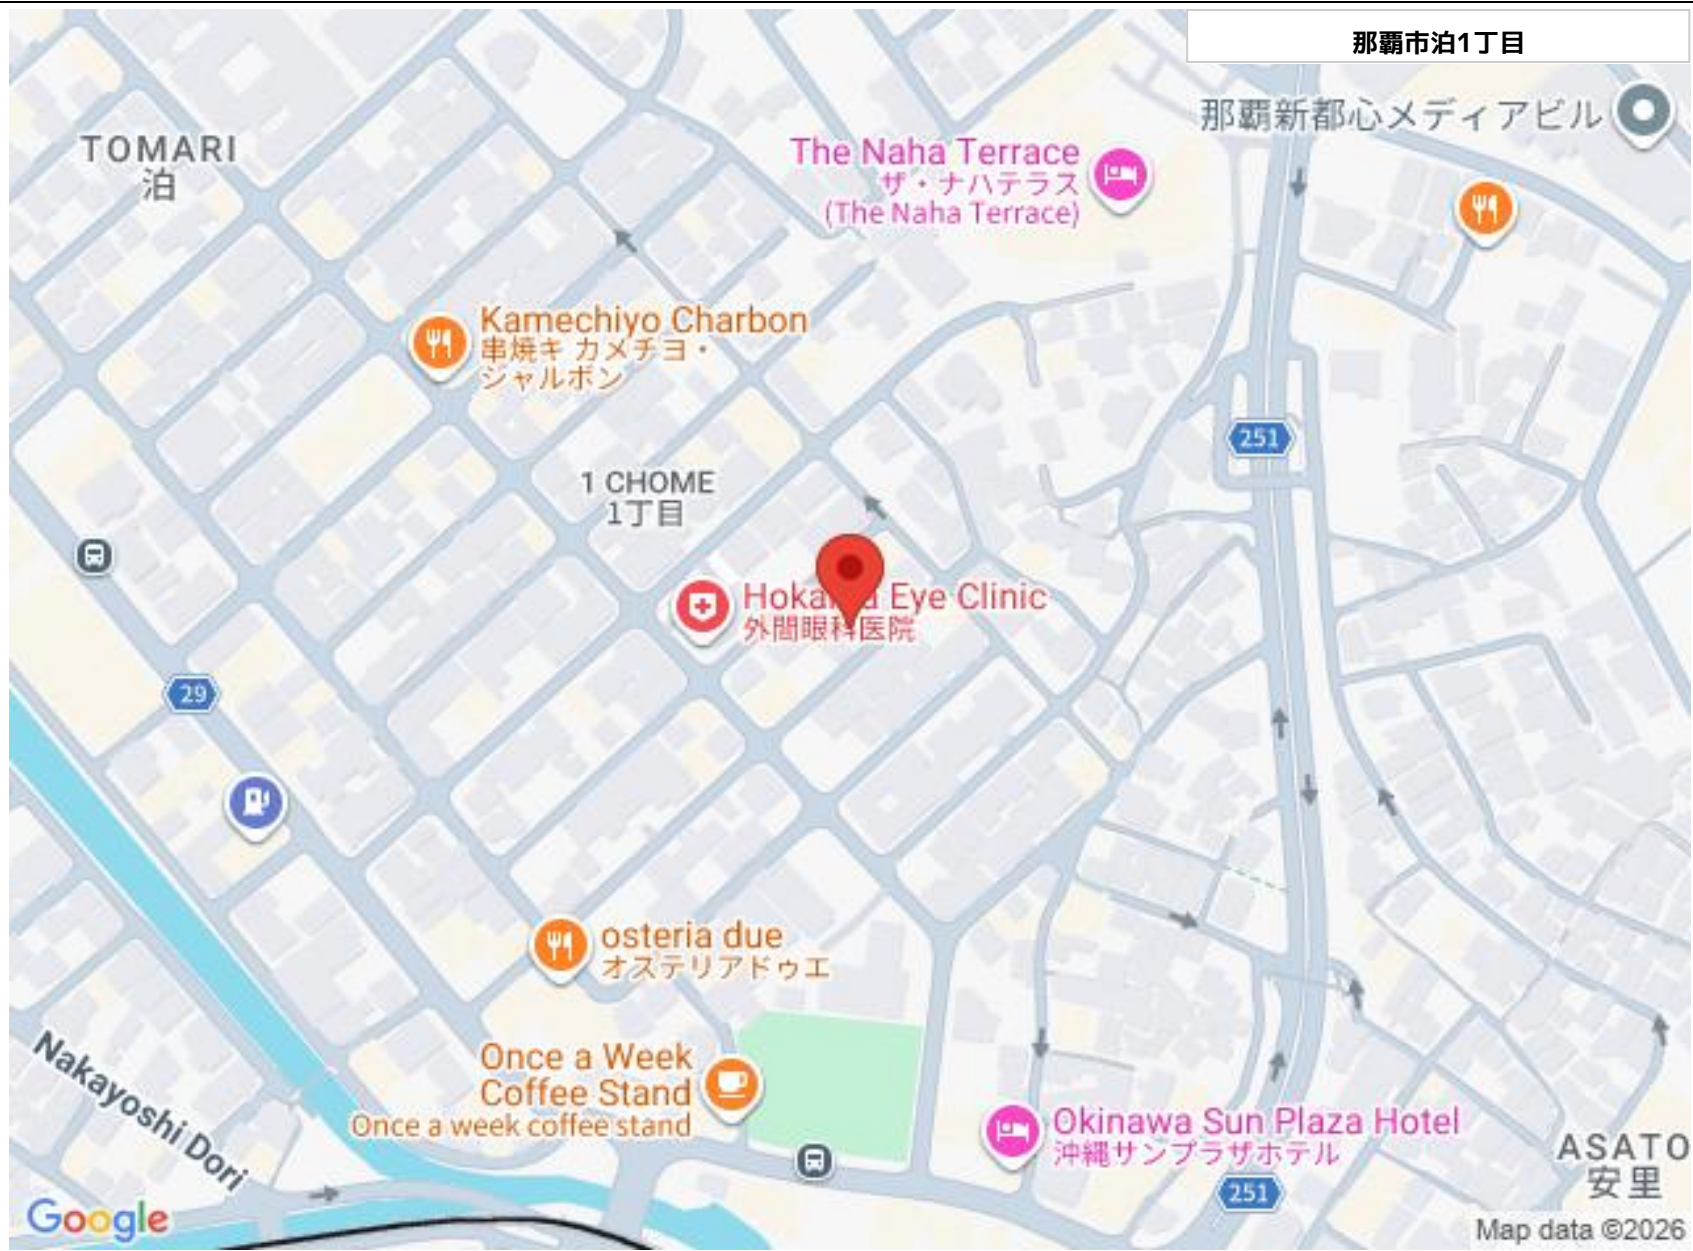 那覇市泊1丁目
那覇新都心メディアビル
TOMARI
泊
The Naha Terrace
ザ・ナハテラス
(The Naha Terrace)
Kamechiyo Charbon
串焼キ カメチヨ・
ジャルボン
251
1 CHOME
1丁目
Eye Clinic
外間眼科医院
29
osteria due
オステリアドゥエ
Once a Week
Coffee Stand
Once a week coffee stand
Nakayoshi Dori
Okinawa Sun Plaza Hotel
沖縄サンプラザホテル
ASATO
安里
251
Google
Map data ©2026